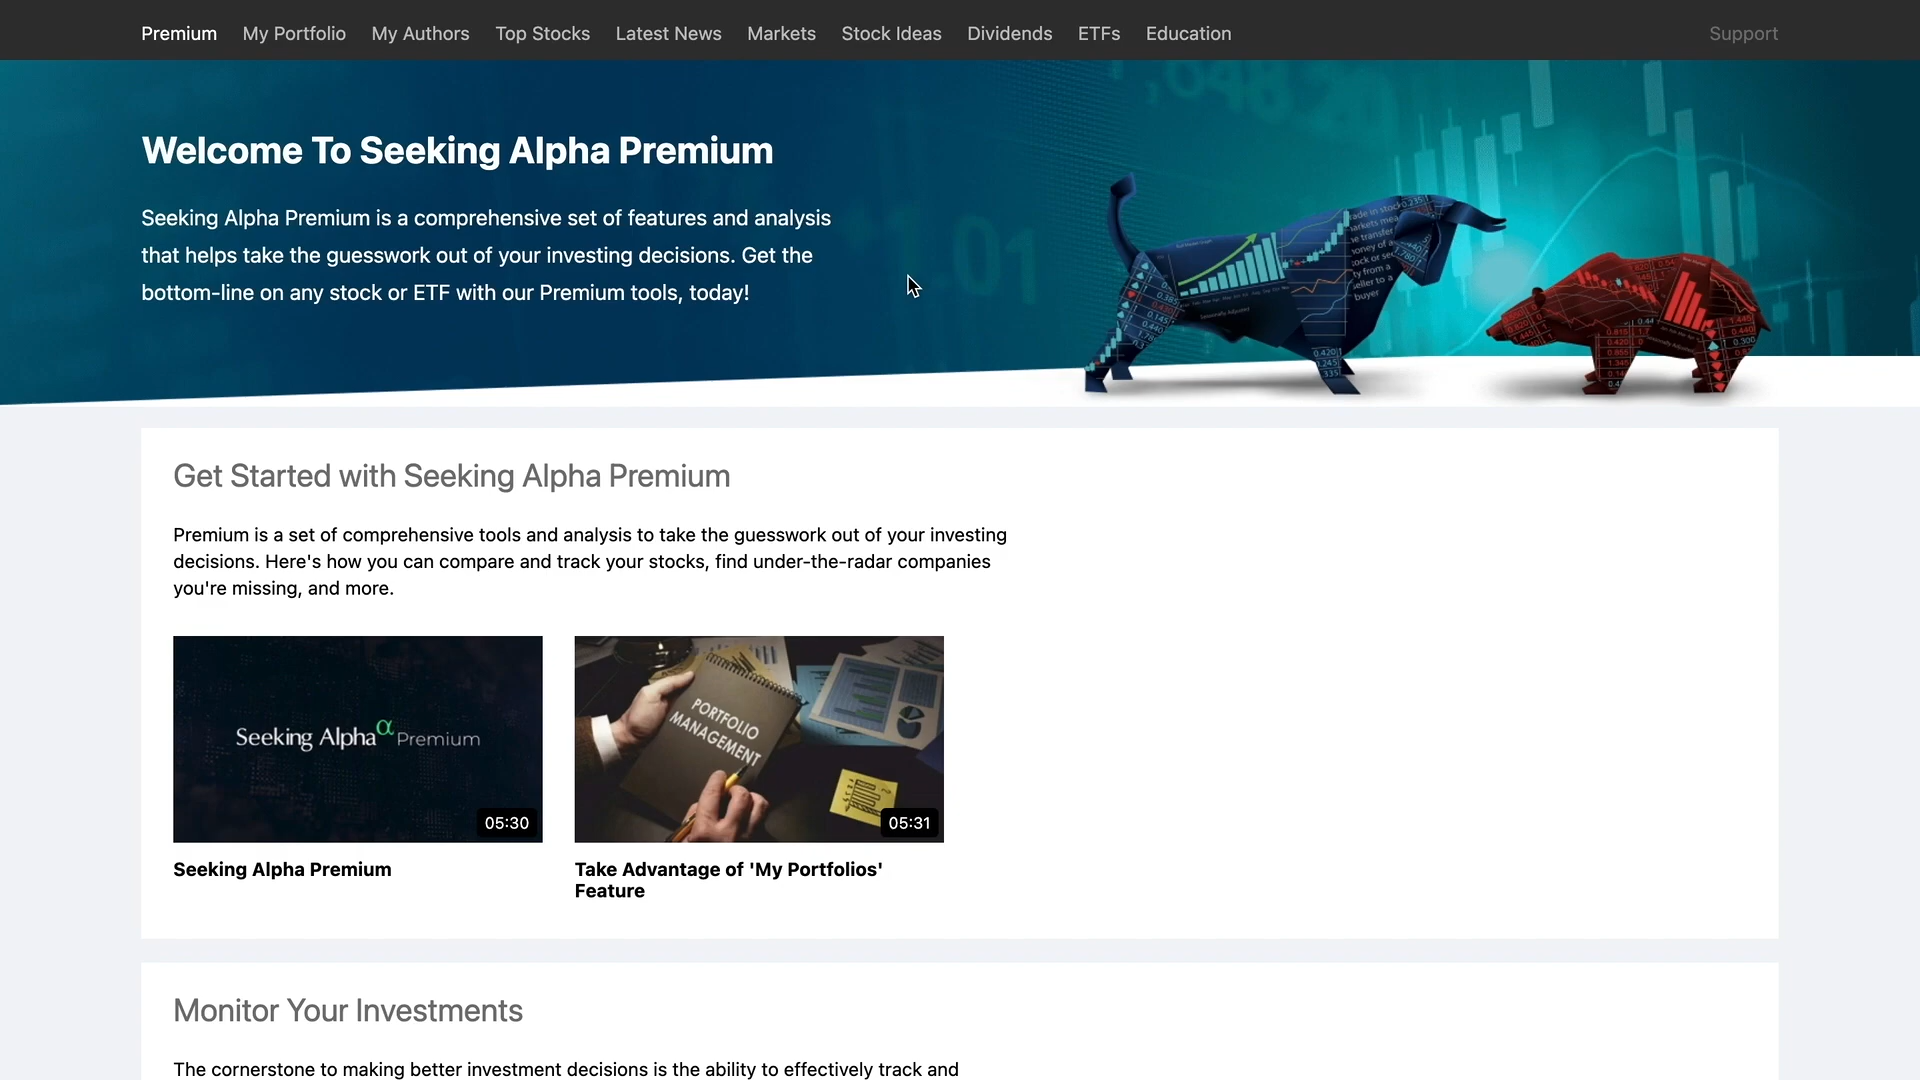 Premium My Portfolio My Authors Top Stocks Latest News Markets Stock Ideas Dividends ETFs Education Support
Welcome To Seeking Alpha Premium
Seeking Alpha Premium is a comprehensive set of features and analysis
that helps take the guesswork out of your investing decisions. Get the
bottom-line on any stock or ETF with our Premium tools, today!
Get Started with Seeking Alpha Premium
Premium is a set of comprehensive tools and analysis to take the guesswork out of your investing
decisions. Here's how you can compare and track your stocks, find under-the-radar companies
you're missing, and more.
Seeking Alphaα Premium
05:30
PORTFOLIO
MANAGEMENT
05:31
Seeking Alpha Premium
Take Advantage of 'My Portfolios'
Feature
Monitor Your Investments
The cornerstone to making better investment decisions is the ability to effectively track and